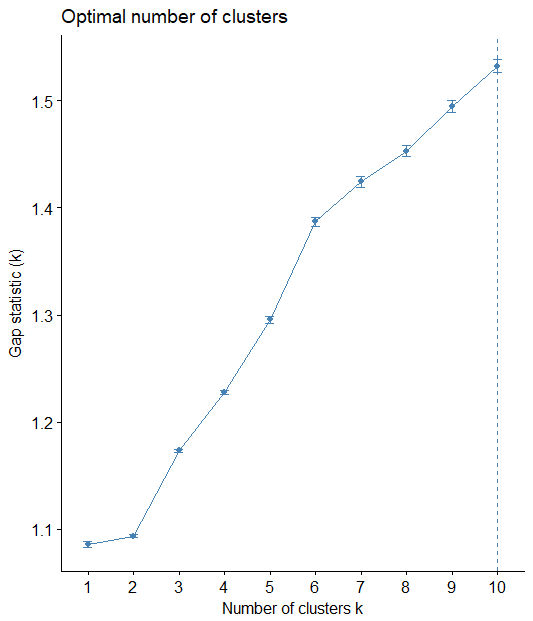 Optimal number of clusters
Gap statistic (k)
1.5
1.4
1.3
1.2
1.1
1 2 3 4 5 6 7 8 9 10
Number of clusters k